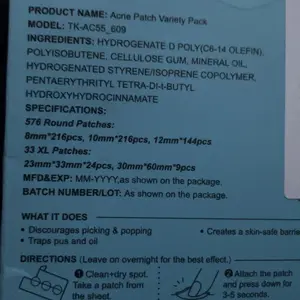 PRODUCT NAME: Acne Patch Variety Pack
MODEL: TK-AC55_609
INGREDIENTS: HYDROGENATE D POLY(C6-14 OLEFIN),
POLYISOBUTENE, CELLULOSE GUM, MINERAL OIL,
HYDROGENATED STYRENE/ISOPRENE COPOLYMER,
PENTAERYTHRITYL TETRA-DI-t-BUTYL
HYDROXYHYDROCINNAMATE
SPECIFICATIONS:
576 Round Patches:
8mm*216pcs, 10mm*216pcs, 12mm*144pcs
33 XL Patches:
23mm*33mm*24pcs, 30mm*60mm*9pcs
MFD&EXP: MM-YYYY,as shown on the package.
BATCH NUMBER/LOT: As shown on the package.
WHAT IT DOES
• Discourages picking & popping
• Creates a skin-safe barrie
• Traps pus and oil
DIRECTIONS (Leave on overnight for the best effect.)
① Clean+dry spot.
Take a patch from
the sheet.
② Attach the patch
and press down for
3-5 seconds.